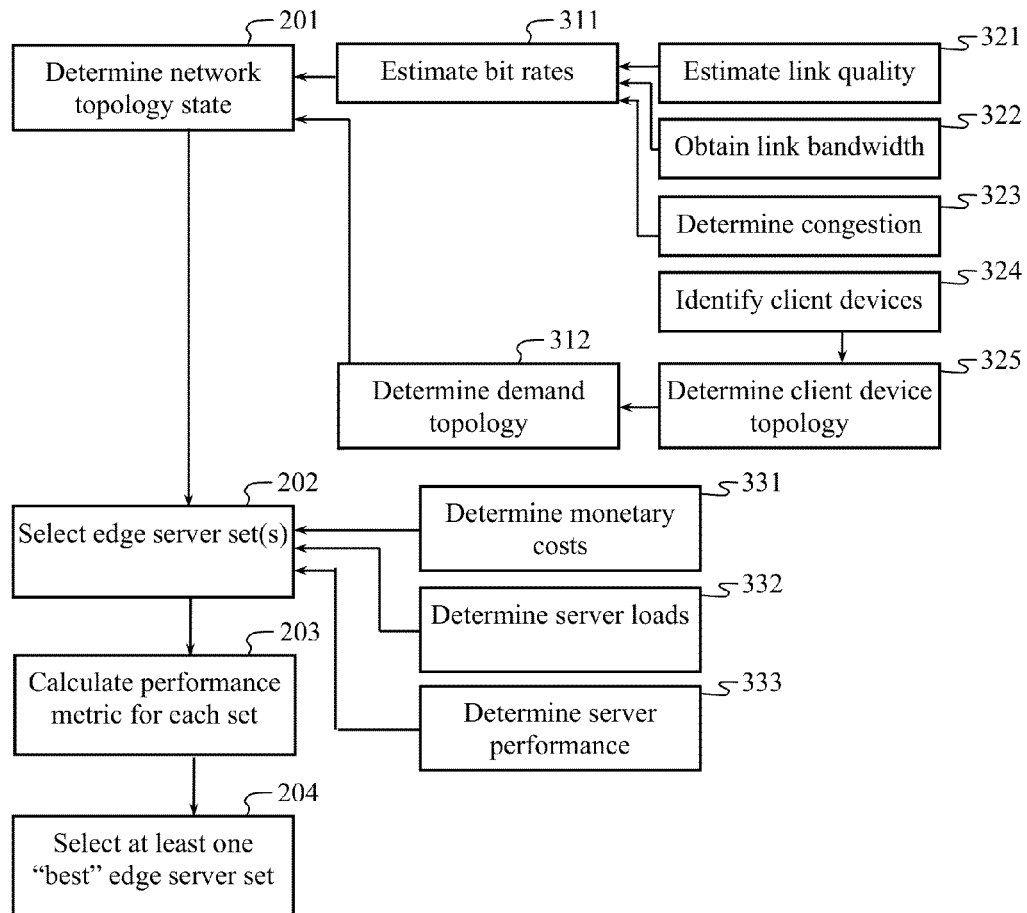 201
Determine network
topology state
311
Estimate bit rates
321
Estimate link quality
322
Obtain link bandwidth
323
Determine congestion
324
Identify client devices
312
Determine demand
topology
325
Determine client device
topology
202
Select edge server set(s)
331
Determine monetary
costs
332
Determine server loads
203
Calculate performance
metric for each set
333
Determine server
performance
204
Select at least one
“best” edge server set